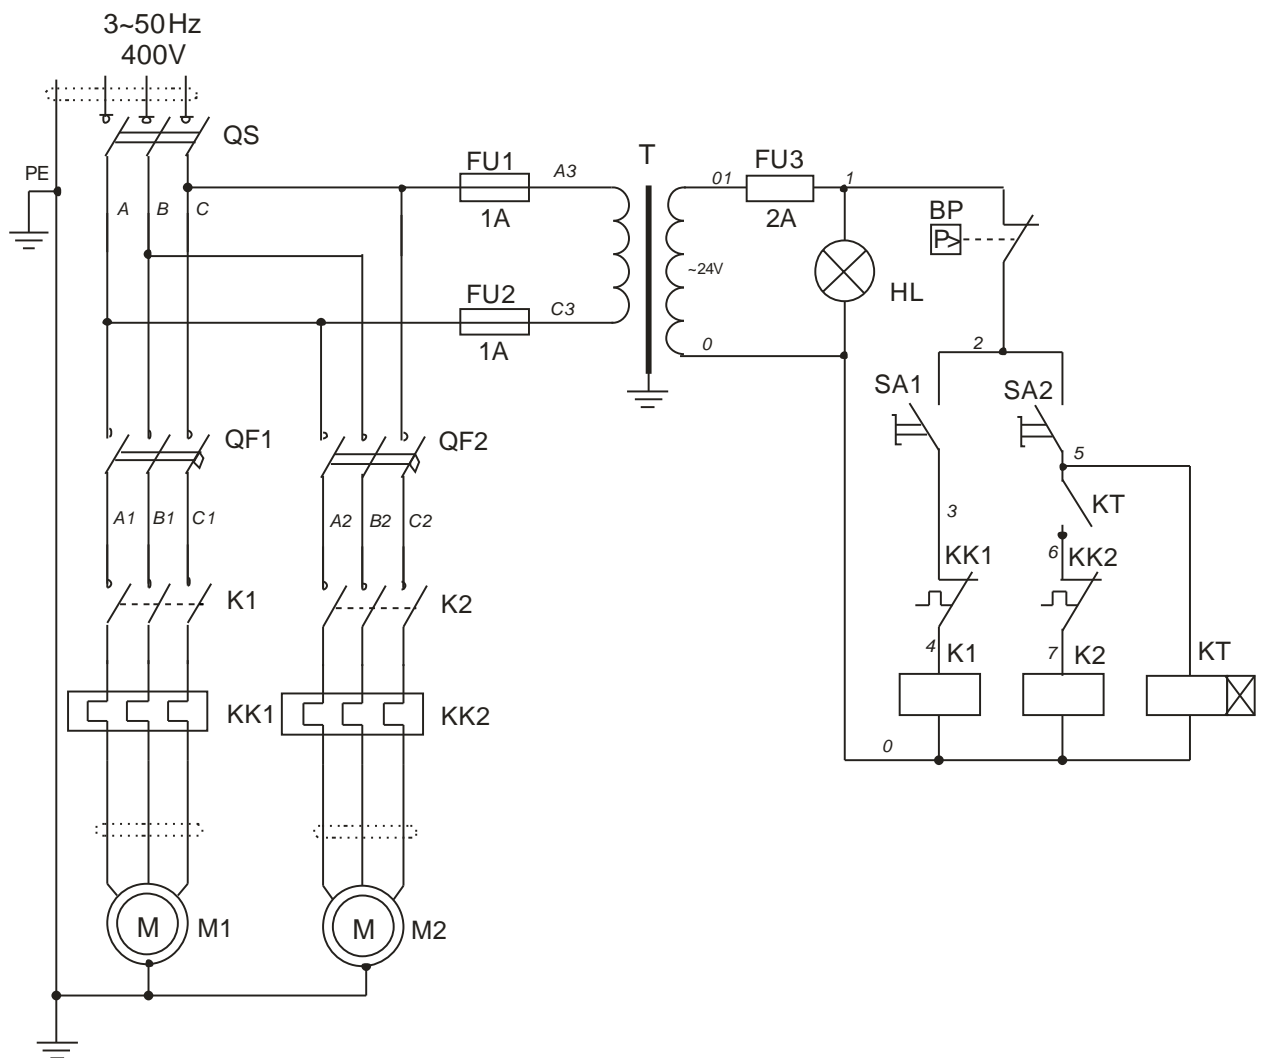 3~50Hz
400V
QS
PE
A B C
FU1
A3
1A
T
01
FU3
2A
1
BP
P>
~24V
HL
FU2
C3
1A
0
2
SA1
SA2
QF1
QF2
5
A1 B1 C1
A2 B2 C2
3
KT
6
KK1
KK2
K1
K2
4
K1
7
K2
KT
KK1
KK2
0
M
M1
M
M2